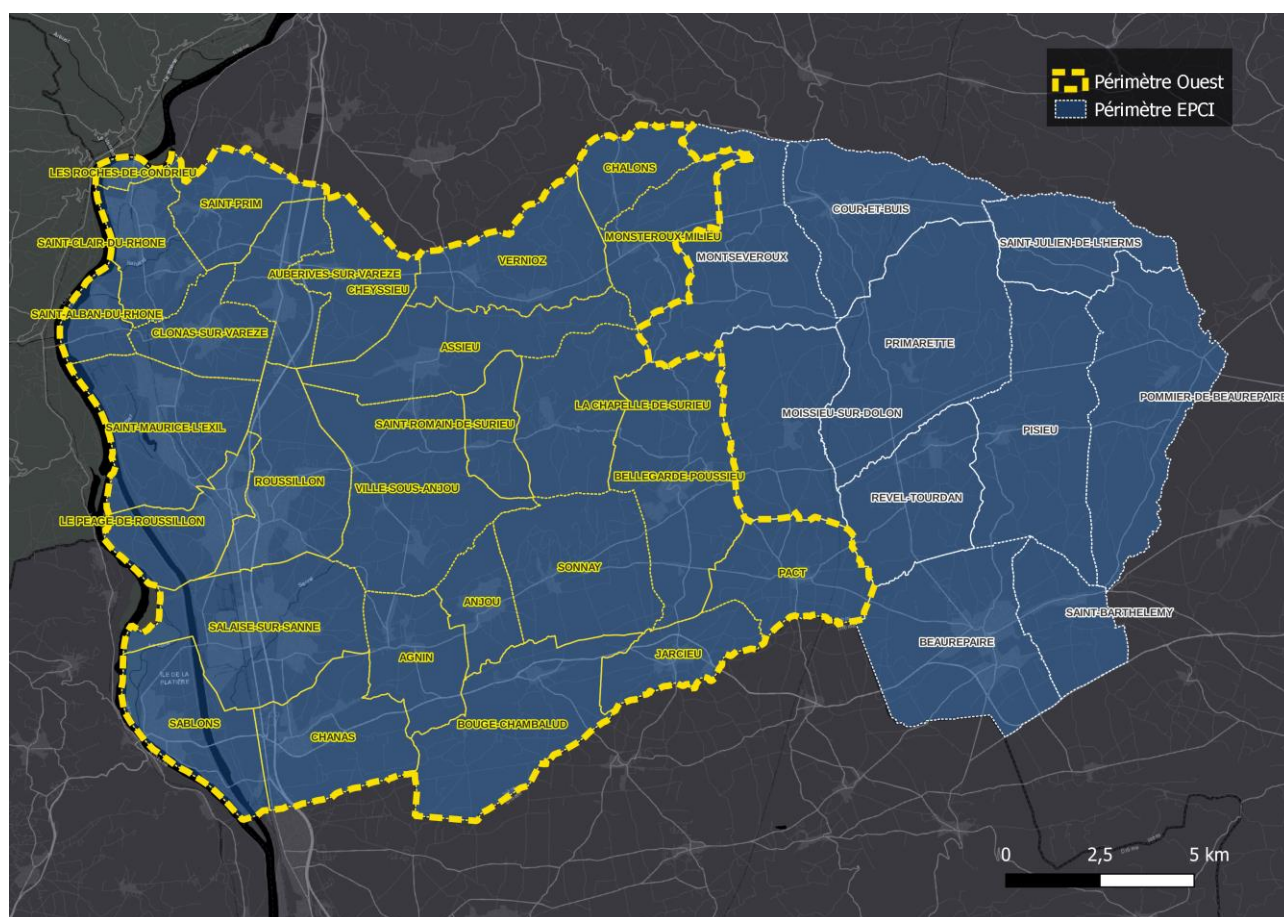 Périmètre Ouest
Périmètre EPCI
LES ROCHES-DE-CONDRIEU
CHALONS
SAINT-PRIM
COUR-ET-BUIS
SAINT-CLAIR-DU-RHONE
MONSTEROUX-MILIEU
SAINT-JULIEN-DE-L'HERMS
VERNIOZ
MONTSEVEROUX
AUBERIVES-SUR-VAREZE
CHEYSSIEU
SAINT-ALBAN-DU-RHONE
CLONAS-SUR-VAREZE
ASSIEU
PRIMARETTE
POMMIER-DE-BEAUREPAIRE
LA CHAPELLE-DE-SURIEU
MOISSIEU-SUR-DOLON
SAINT-MAURICE-L'EXIL
SAINT-ROMAIN-DE-SURIEU
PISIEU
ROUSSILLON
VILLE-SOUS-ANJOU
BELLEGARDE-POUSSIEU
REVEL-TOURDAN
LE PEAGE-DE-ROUSSILLON
SONNAY
PACT
ANJOU
SAINT-BARTHELEMY
SALAISE-SUR-SANNE
BEAUREPAIRE
AGNIN
JARCIEU
ÎLE DE LA
PLATIÈRE
SABLONS
CHANAS
BOUGE-CHAMBALUD
0 2,5 5 km